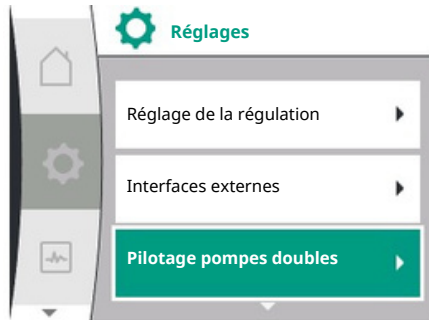 Réglages
Réglage de la régulation
Interfaces externes
Pilotage pompes doubles